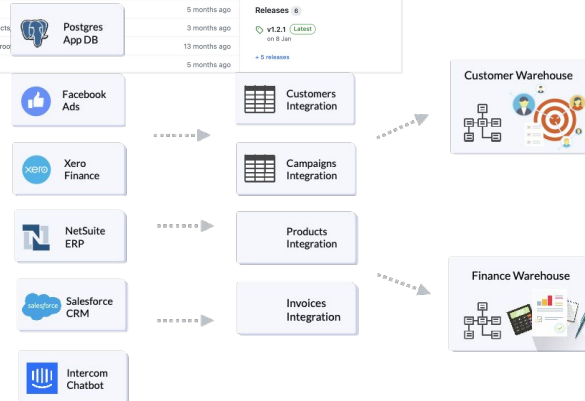 5 months ago
Releases 6
cts
3 months ago
v1.2.1 Latest
on 8 Jan
roo
13 months ago
5 months ago
+ 5 releases
Postgres
App DB
Facebook
Ads
xero
Xero
Finance
N
NetSuite
ERP
salesforce
Salesforce
CRM
Intercom
Chatbot
Customers
Integration
Campaigns
Integration
Products
Integration
Invoices
Integration
Customer Warehouse
Finance Warehouse